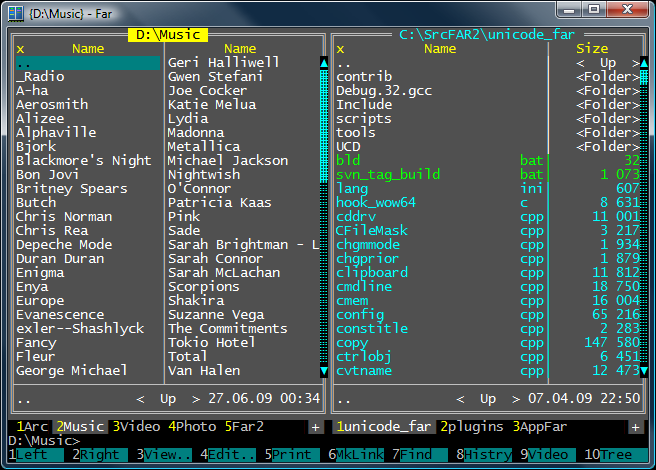 {D:\Music} - Far
D:\Music
x Name Name
.. Geri Halliwell
_Radio Gwen Stefani
A-ha Joe Cocker
Aerosmith Katie Melua
Alizee Lydia
Alphaville Madonna
Bjork Metallica
Blackmore's Night Michael Jackson
Bon Jovi Nightwish
Britney Spears O'Connor
Butch Patricia Kaas
Chris Norman Pink
Chris Rea Sade
Depeche Mode Sarah Brightman - L
Duran Duran Sarah Connor
Enigma Sarah McLachan
Enya Scorpions
Europe Shakira
Evanescence Suzanne Vega
exler--Shashlyck The Commitments
Fancy Tokio Hotel
Fleur Total
George Michael Van Halen
.. < Up > 27.06.09 00:34
1Arc 2Music 3Video 4Photo 5Far2 +
C:\SrcFAR2\unicode_far
x Name Size
.. < Up >
contrib <Folder>
Debug.32.gcc <Folder>
Include <Folder>
scripts <Folder>
tools <Folder>
UCD <Folder>
bld bat 32
svn_tag_build bat 1 073
lang ini 607
hook_wow64 c 8 631
cddrv cpp 11 001
CFileMask cpp 3 217
chgmmode cpp 1 934
chgprior cpp 1 879
clipboard cpp 11 812
cmdline cpp 18 750
cmem cpp 16 004
config cpp 65 216
constitle cpp 2 283
copy cpp 147 580
ctrlobj cpp 6 451
cvtname cpp 12 473
.. < Up > 07.04.09 22:50
1unicode_far 2plugins 3AppFar +
D:\Music>
1Left 2Right 3View.. 4Edit.. 5Print 6MkLink 7Find 8Histry 9Video 10Tree